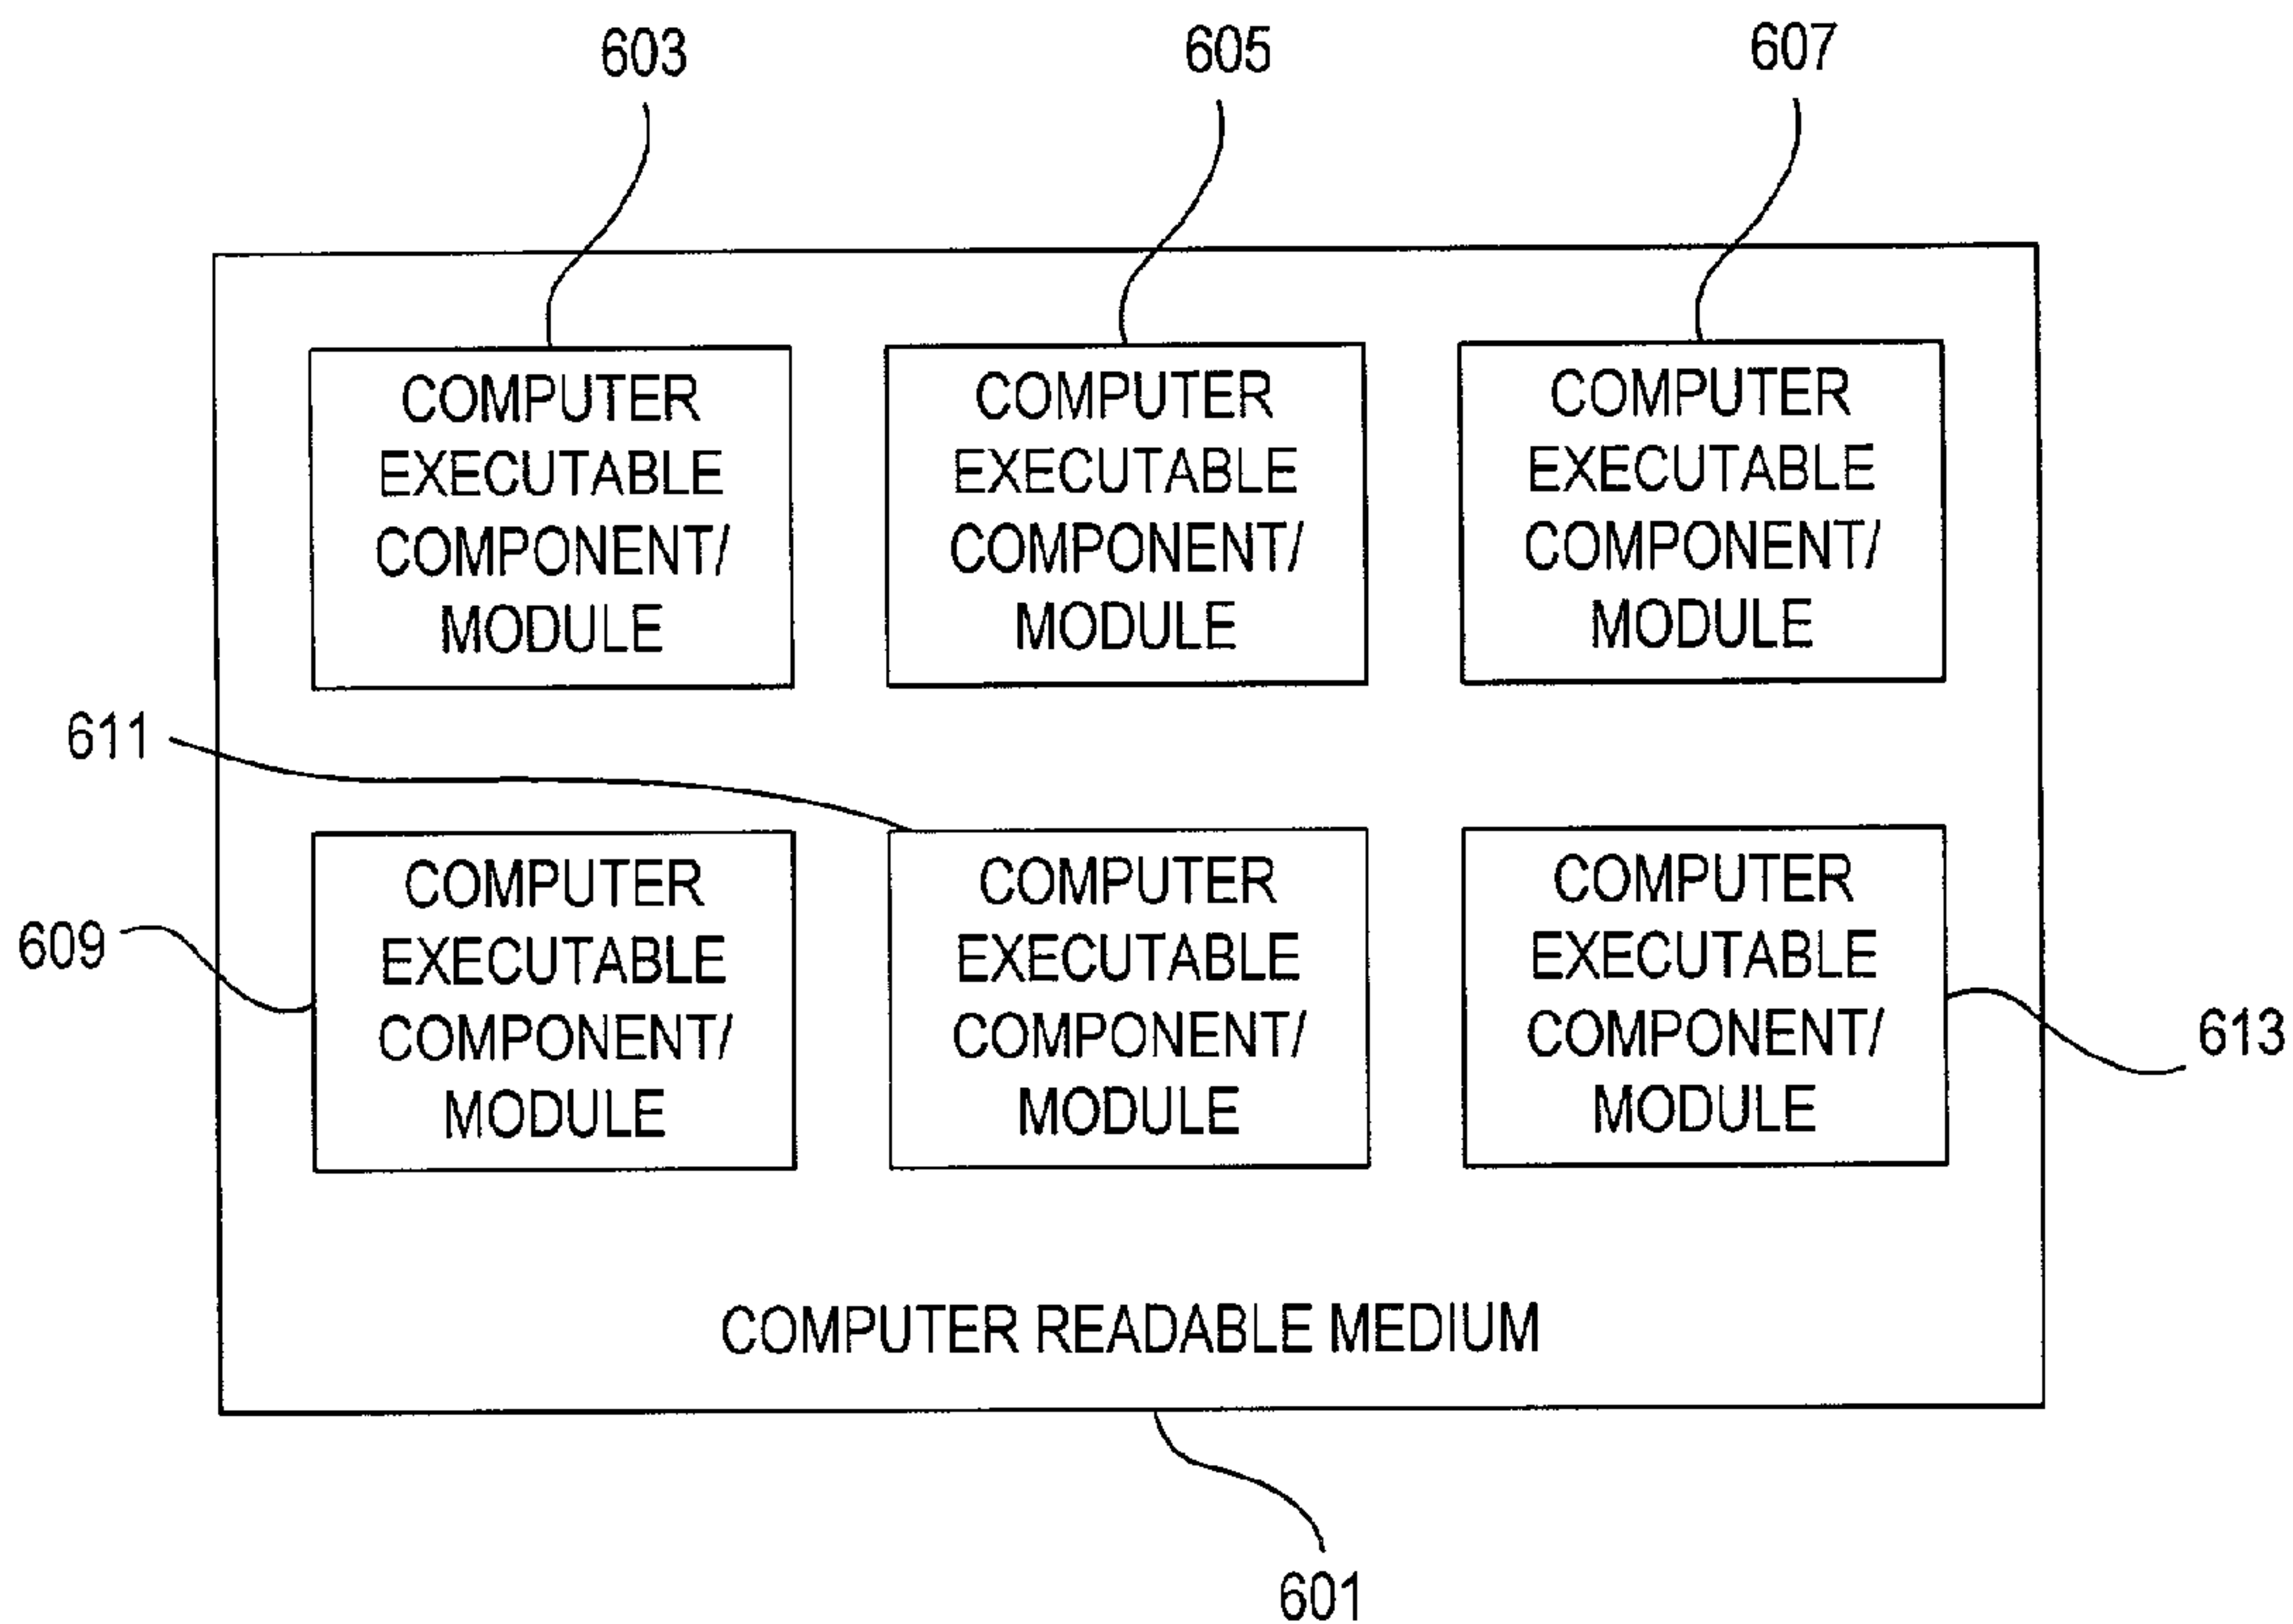 603
605
607
COMPUTER
EXECUTABLE
COMPONENT/
MODULE
COMPUTER
EXECUTABLE
COMPONENT/
MODULE
COMPUTER
EXECUTABLE
COMPONENT/
MODULE
611
609
COMPUTER
EXECUTABLE
COMPONENT/
MODULE
COMPUTER
EXECUTABLE
COMPONENT/
MODULE
COMPUTER
EXECUTABLE
COMPONENT/
MODULE
613
COMPUTER READABLE MEDIUM
601